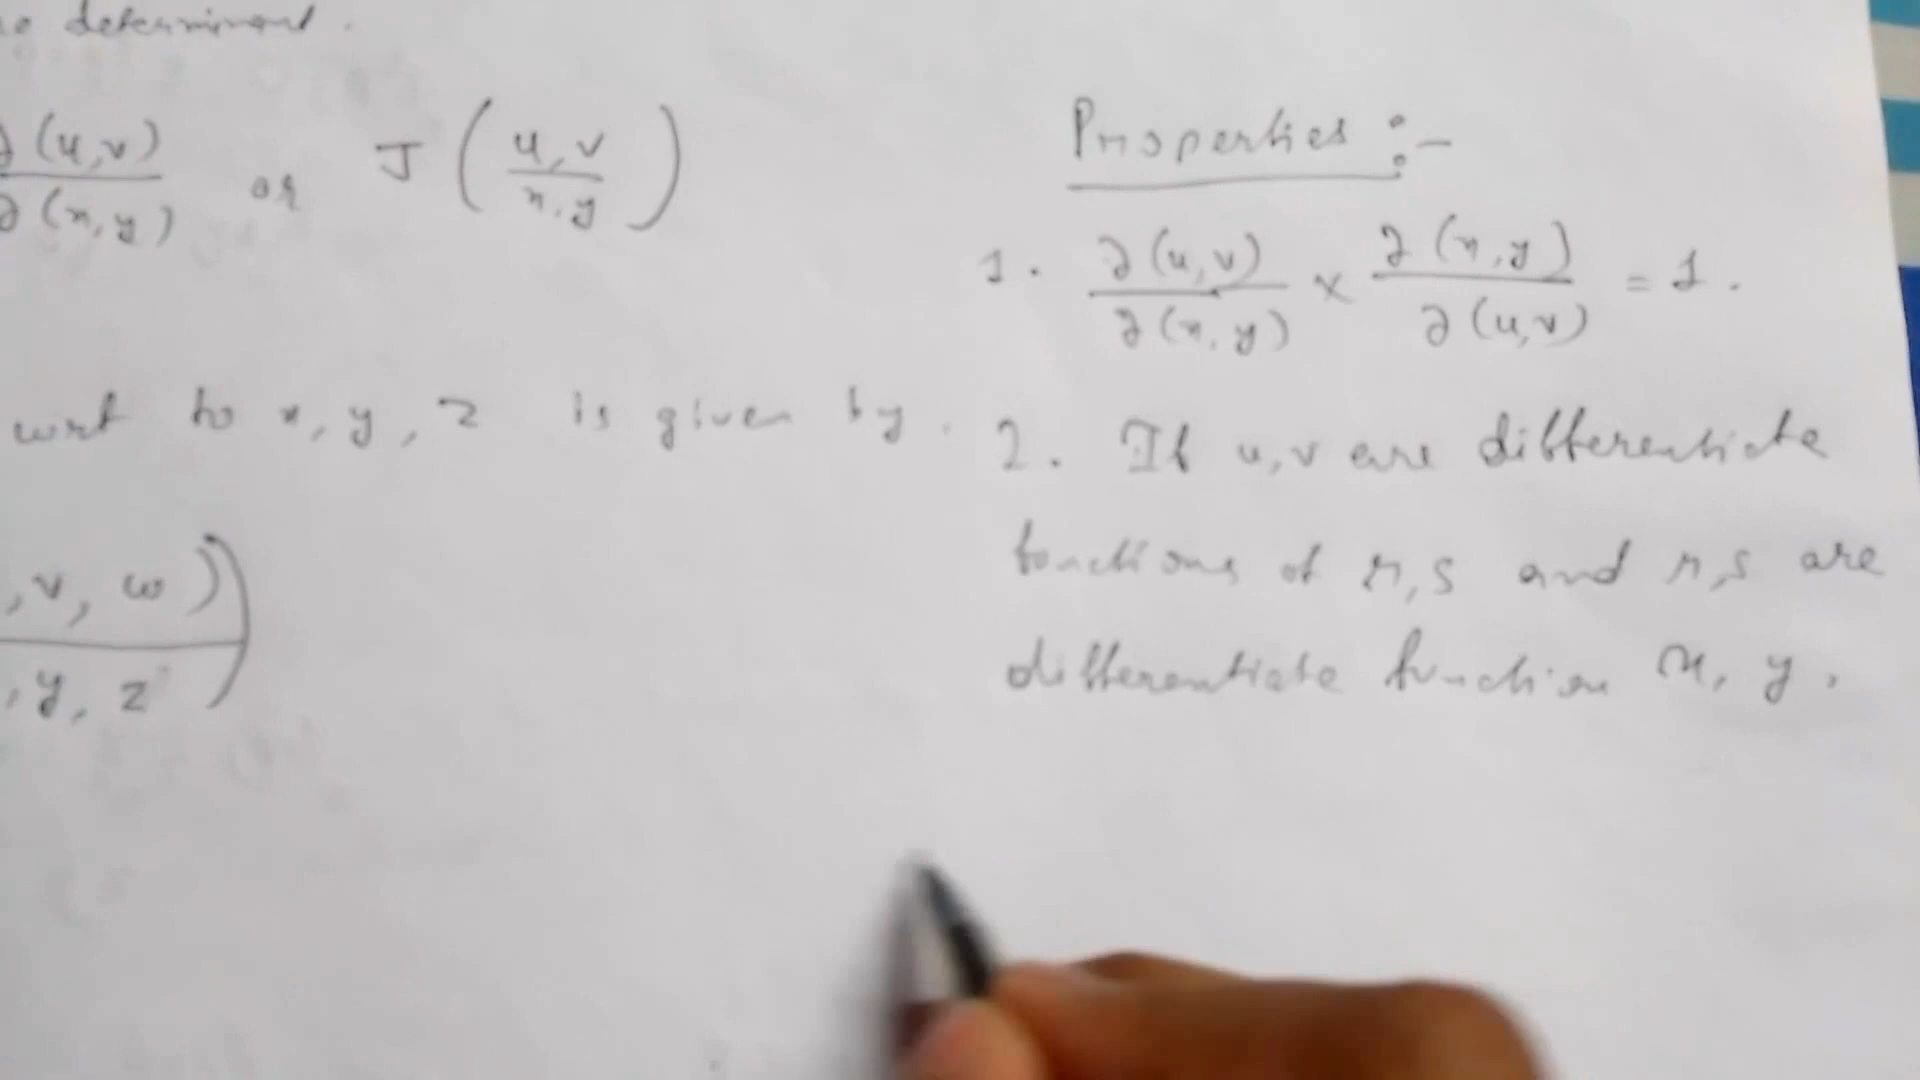 determinant.
∂(u,v)
∂(x,y)
or J (u,v / x,y)
wrt to x, y, z is given by.
, v, w))
, y, z
Properties :-
1. ∂(u,v)/∂(x,y) × ∂(x,y)/∂(u,v) = 1.
2. If u,v are differentiate
functions of r,s and r,s are
differentiate function x, y.